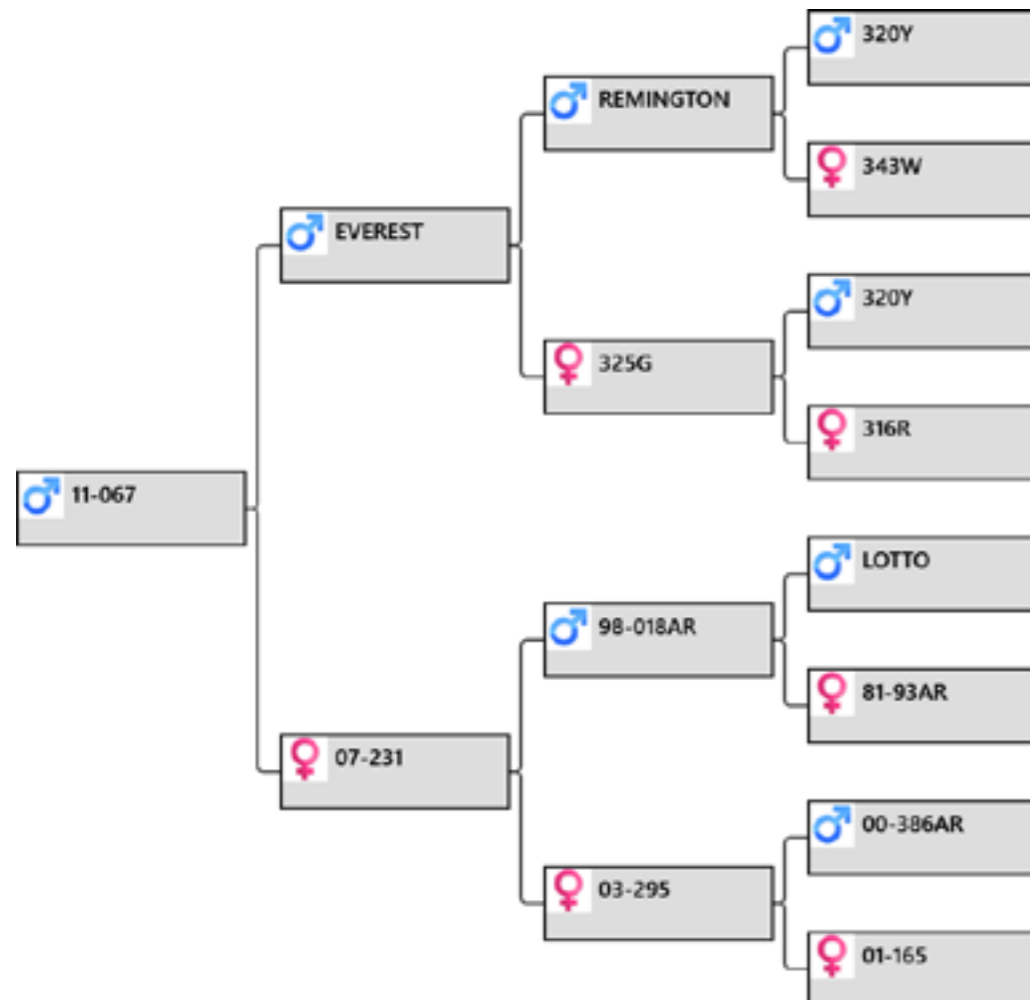 320Y
REMINGTON
343W
EVEREST
320Y
325G
316R
11-067
LOTTO
98-018AR
81-93AR
07-231
00-386AR
03-295
01-165